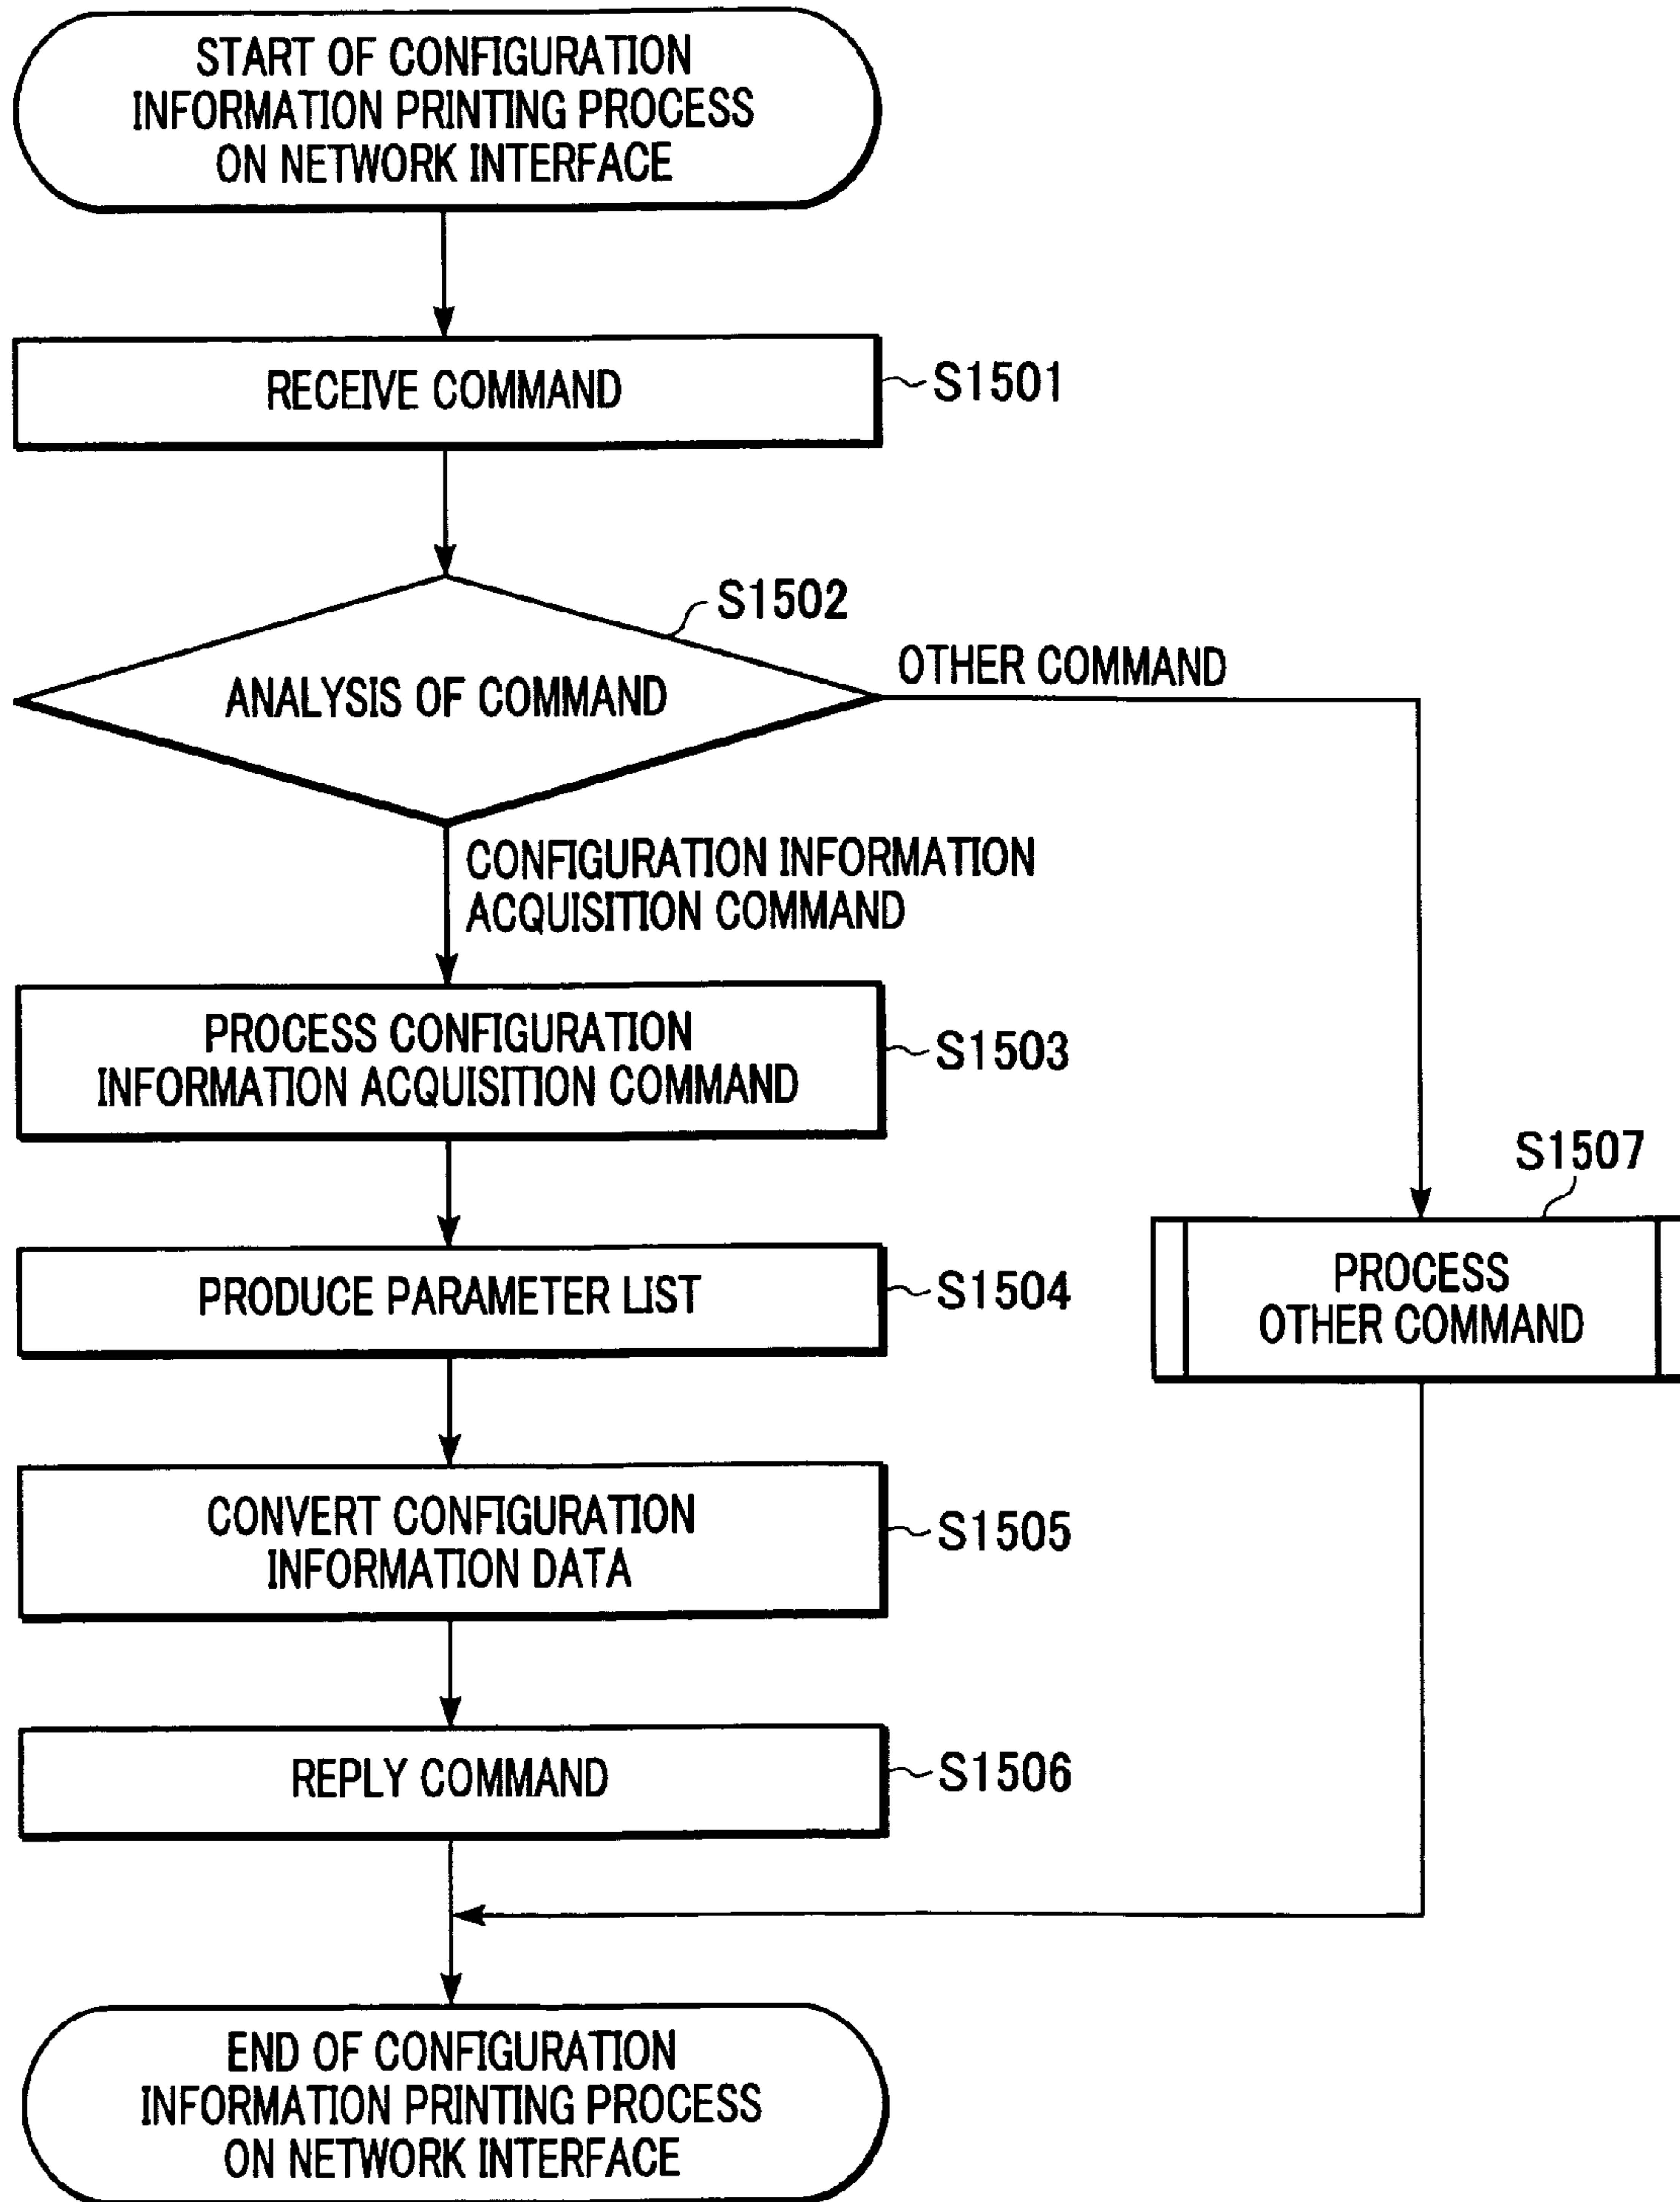 START OF CONFIGURATION
INFORMATION PRINTING PROCESS
ON NETWORK INTERFACE
RECEIVE COMMAND
S1501
S1502
OTHER COMMAND
ANALYSIS OF COMMAND
CONFIGURATION INFORMATION
ACQUISITION COMMAND
PROCESS CONFIGURATION
INFORMATION ACQUISITION COMMAND
S1503
S1507
PRODUCE PARAMETER LIST
S1504
PROCESS
OTHER COMMAND
CONVERT CONFIGURATION
INFORMATION DATA
S1505
REPLY COMMAND
S1506
END OF CONFIGURATION
INFORMATION PRINTING PROCESS
ON NETWORK INTERFACE